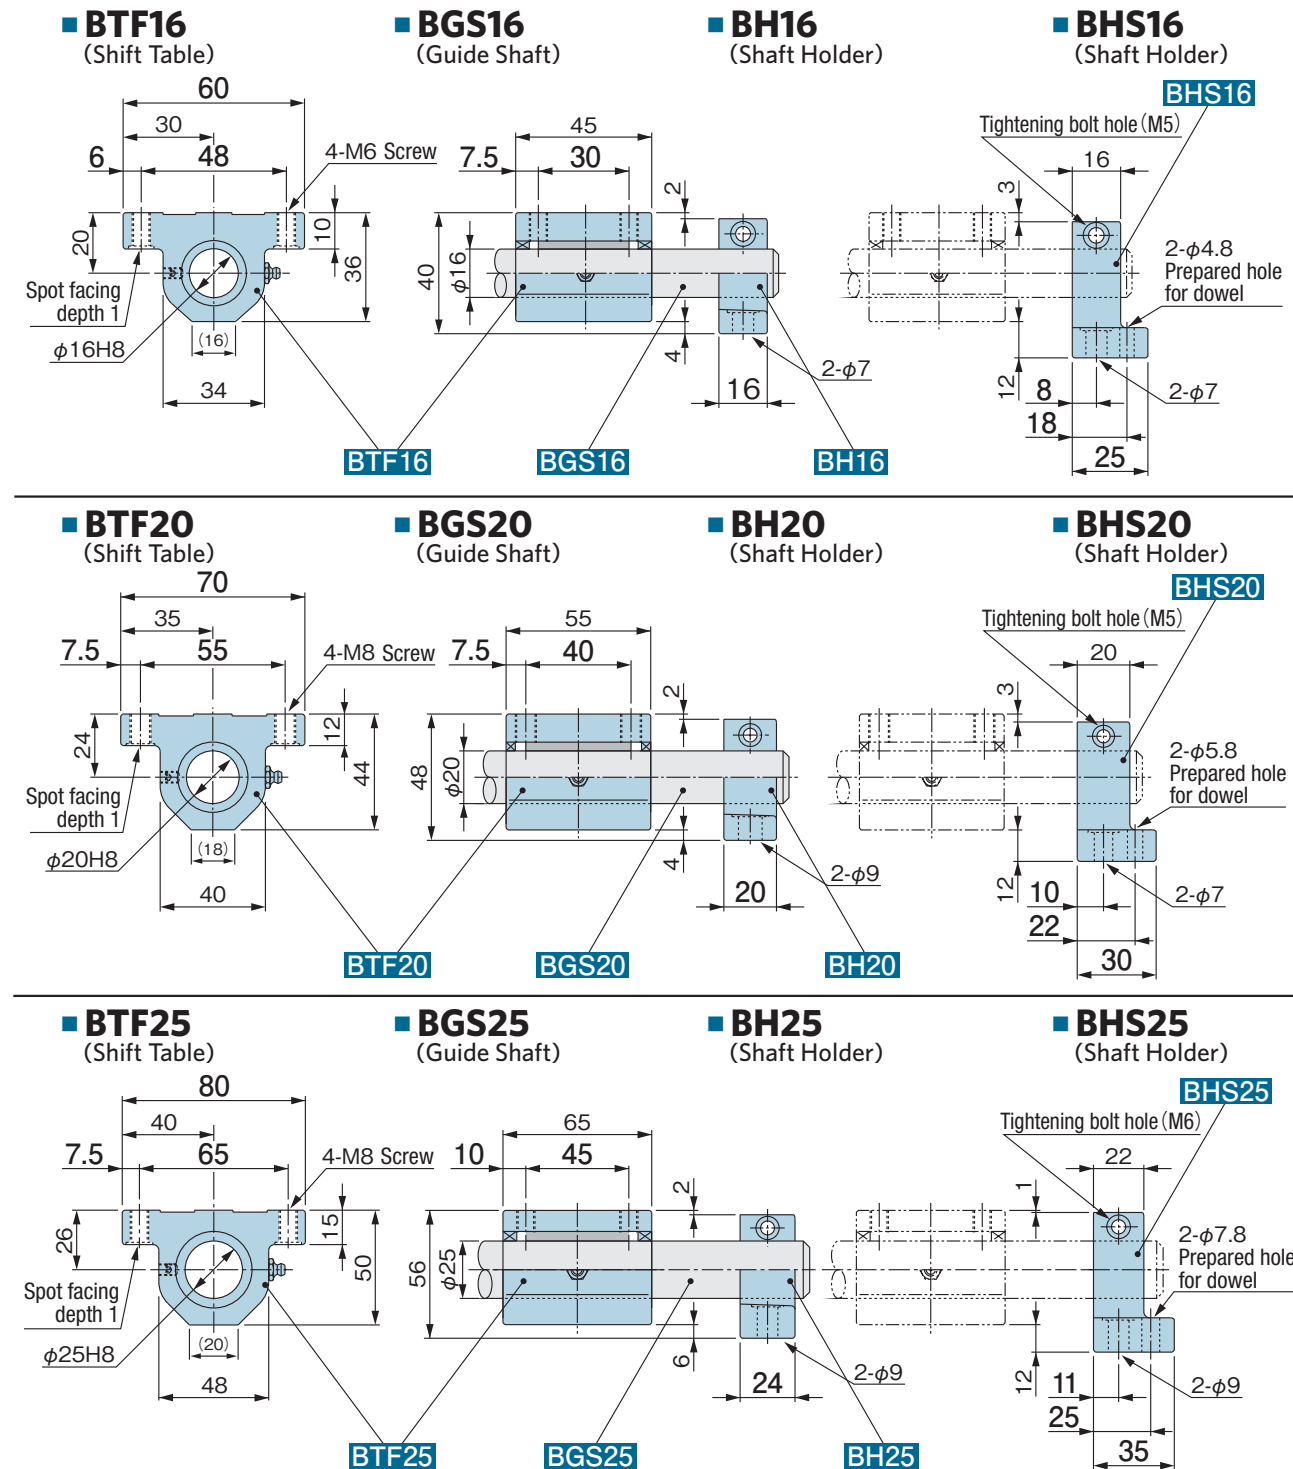 BTF16
(Shift Table)
BGS16
(Guide Shaft)
BH16
(Shaft Holder)
BHS16
(Shaft Holder)
60
30
6
48
4-M6 Screw
20
10
36
Spot facing
depth 1
φ16H8
(16)
34
BTF16
45
7.5
30
2
40
φ16
4
2-φ7
16
BGS16
BH16
BHS16
Tightening bolt hole (M5)
16
3
2-φ4.8
Prepared hole
for dowel
12
8
2-φ7
18
25
BTF20
(Shift Table)
BGS20
(Guide Shaft)
BH20
(Shaft Holder)
BHS20
(Shaft Holder)
70
35
7.5
55
4-M8 Screw
24
12
44
Spot facing
depth 1
φ20H8
(18)
40
BTF20
55
7.5
40
2
48
φ20
4
2-φ9
20
BGS20
BH20
BHS20
Tightening bolt hole (M5)
20
3
2-φ5.8
Prepared hole
for dowel
12
10
2-φ7
22
30
BTF25
(Shift Table)
BGS25
(Guide Shaft)
BH25
(Shaft Holder)
BHS25
(Shaft Holder)
80
40
7.5
65
4-M8 Screw
26
15
50
Spot facing
depth 1
φ25H8
(20)
48
BTF25
65
10
45
2
56
φ25
6
2-φ9
24
BGS25
BH25
BHS25
Tightening bolt hole (M6)
22
1
2-φ7.8
Prepared hole
for dowel
12
11
2-φ9
25
35